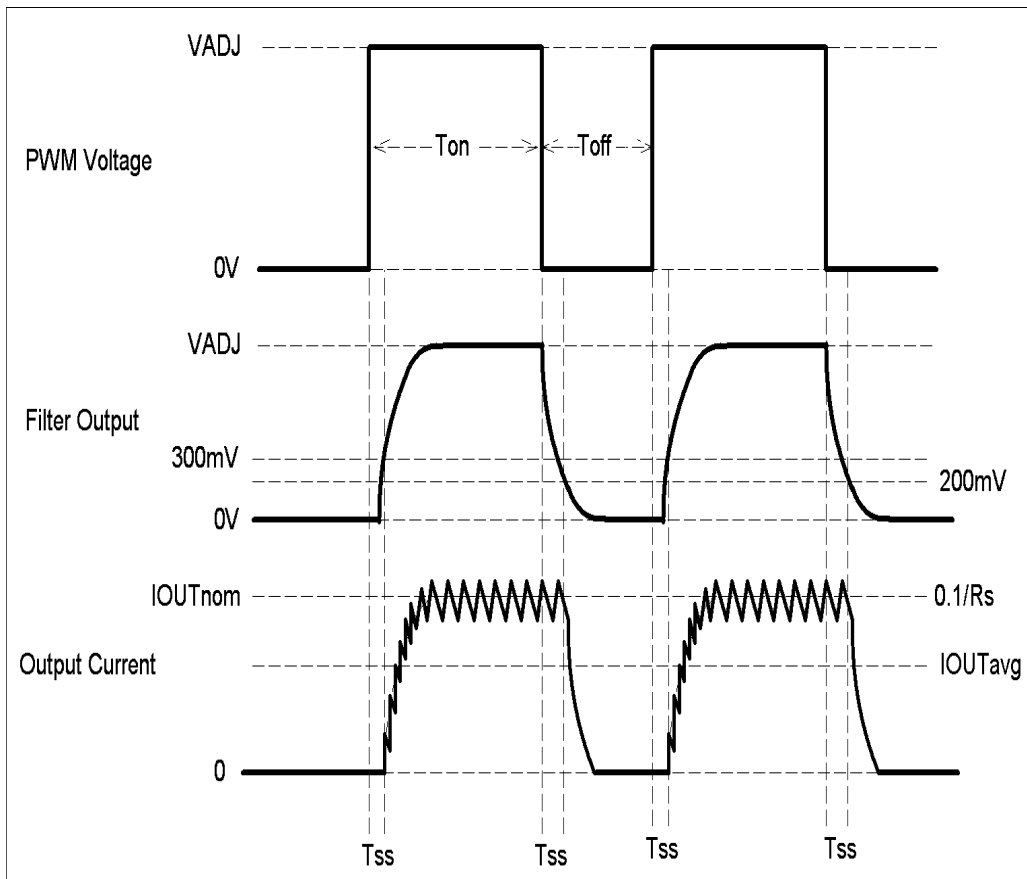 VADJ
Ton
Toff
PWM Voltage
0V
VADJ
Filter Output
300mV
200mV
0V
IOUTnom
0.1/Rs
Output Current
IOUTavg
0
Tss
Tss
Tss
Tss